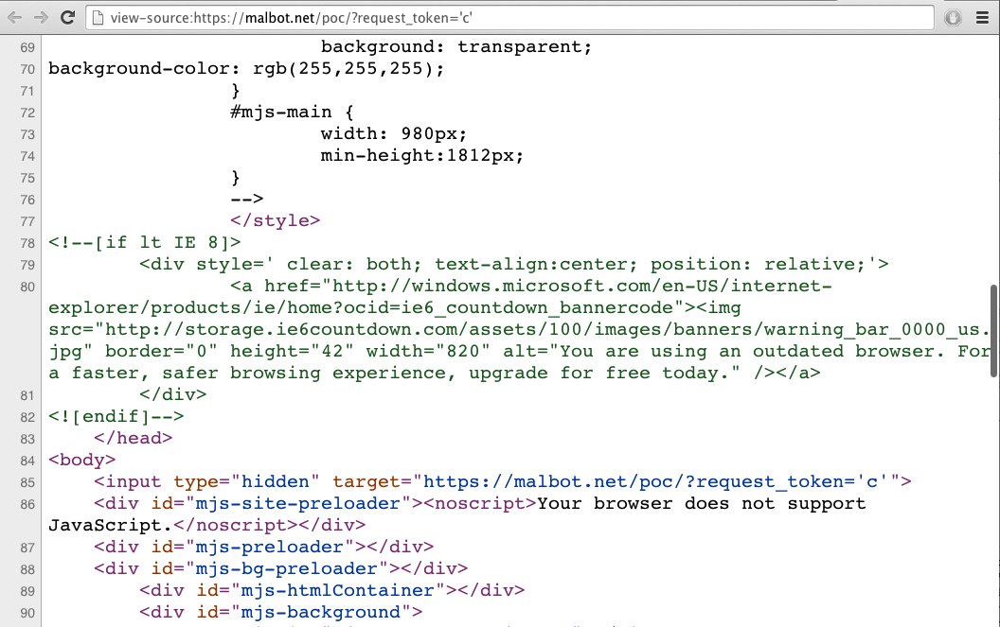 view-source:https://malbot.net/poc/?request_token='c'
69 background: transparent;
70 background-color: rgb(255,255,255);
71 }
72 #mjs-main {
73 width: 980px;
74 min-height:1812px;
75 }
76 -->
77 </style>
78 <!--[if lt IE 8]>
79 <div style=' clear: both; text-align:center; position: relative;'>
80 <a href="http://windows.microsoft.com/en-US/internet-
explorer/products/ie/home?ocid=ie6_countdown_bannercode"><img
src="http://storage.ie6countdown.com/assets/100/images/banners/warning_bar_0000_us.
jpg" border="0" height="42" width="820" alt="You are using an outdated browser. For
a faster, safer browsing experience, upgrade for free today." /></a>
81 </div>
82 <![endif]-->
83 </head>
84 <body>
85 <input type="hidden" target="https://malbot.net/poc/?request_token='c'">
86 <div id="mjs-site-preloader"><noscript>Your browser does not support
JavaScript.</noscript></div>
87 <div id="mjs-preloader"></div>
88 <div id="mjs-bg-preloader"></div>
89 <div id="mjs-htmlContainer"></div>
90 <div id="mjs-background">